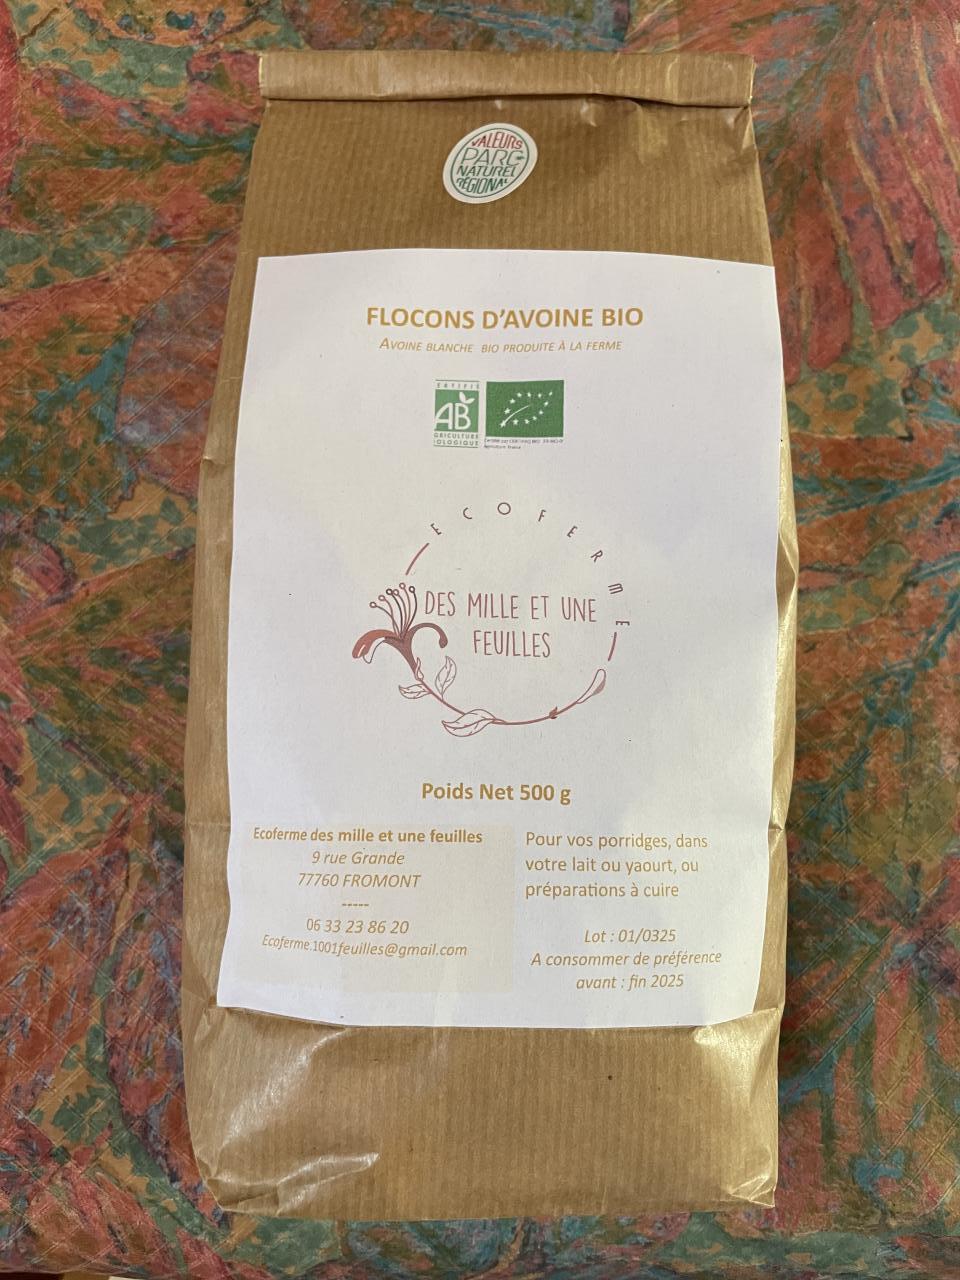 VALEURS
PARC
NATUREL
RÉGIONAL
FLOCONS D'AVOINE BIO
AVOINE BLANCHE BIO PRODUITE À LA FERME
CERTIFIÉ
AB
GRICULTURE
IOLOGIQUE
ECOFERME
DES MILLE ET UNE
FEUILLES
Poids Net 500 g
Ecoferme des mille et une feuilles
9 rue Grande
77760 FROMONT
-----
06 33 23 86 20
Ecoferme.1001feuilles@gmail.com
Pour vos porridges, dans
votre lait ou yaourt, ou
préparations à cuire
Lot : 01/0325
A consommer de préférence
avant : fin 2025